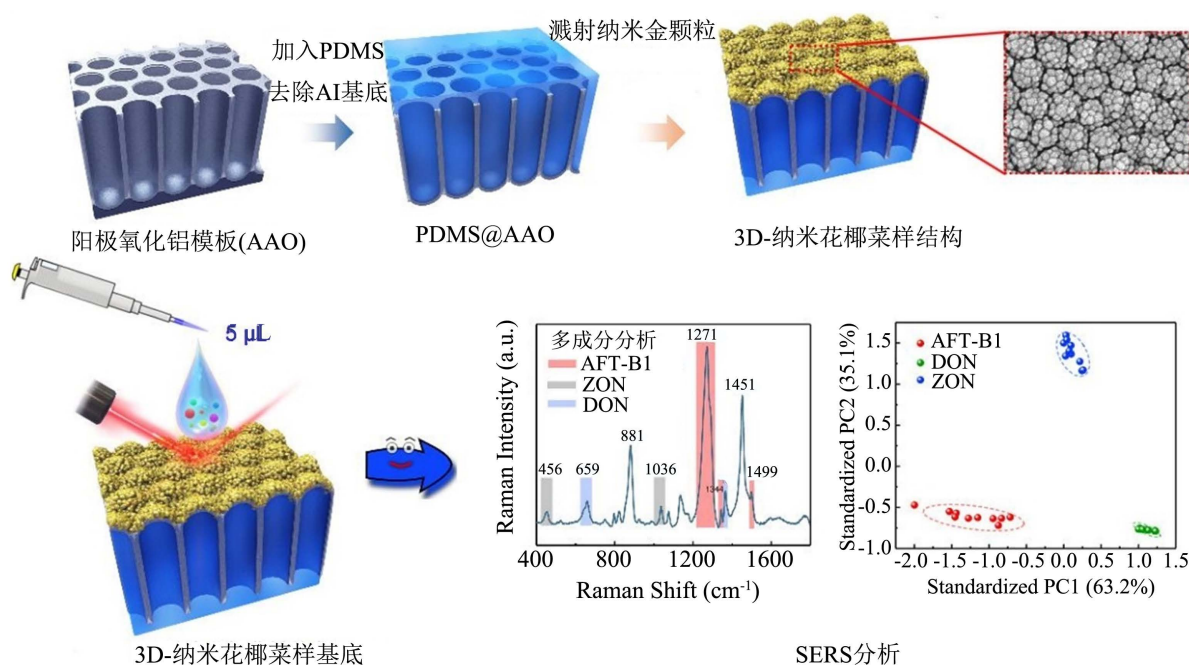 加入PDMS
去除AI基底
溅射纳米金颗粒
阳极氧化铝模板(AAO)
PDMS@AAO
3D-纳米花椰菜样结构
5 μL
3D-纳米花椰菜样基底
多成分分析
AFT-B1
ZON
DON
456
659
881
1036
1271
1344
1451
1499
Raman Intensity (a.u.)
400
800
1200
1600
Raman Shift (cm⁻¹)
AFT-B1
DON
ZON
Standardized PC2 (35.1%)
1.5
1.0
0.5
0.0
-0.5
-1.0
-2.0
-1.5
-1.0
-0.5
0.0
0.5
1.0
1.5
Standardized PC1 (63.2%)
SERS分析